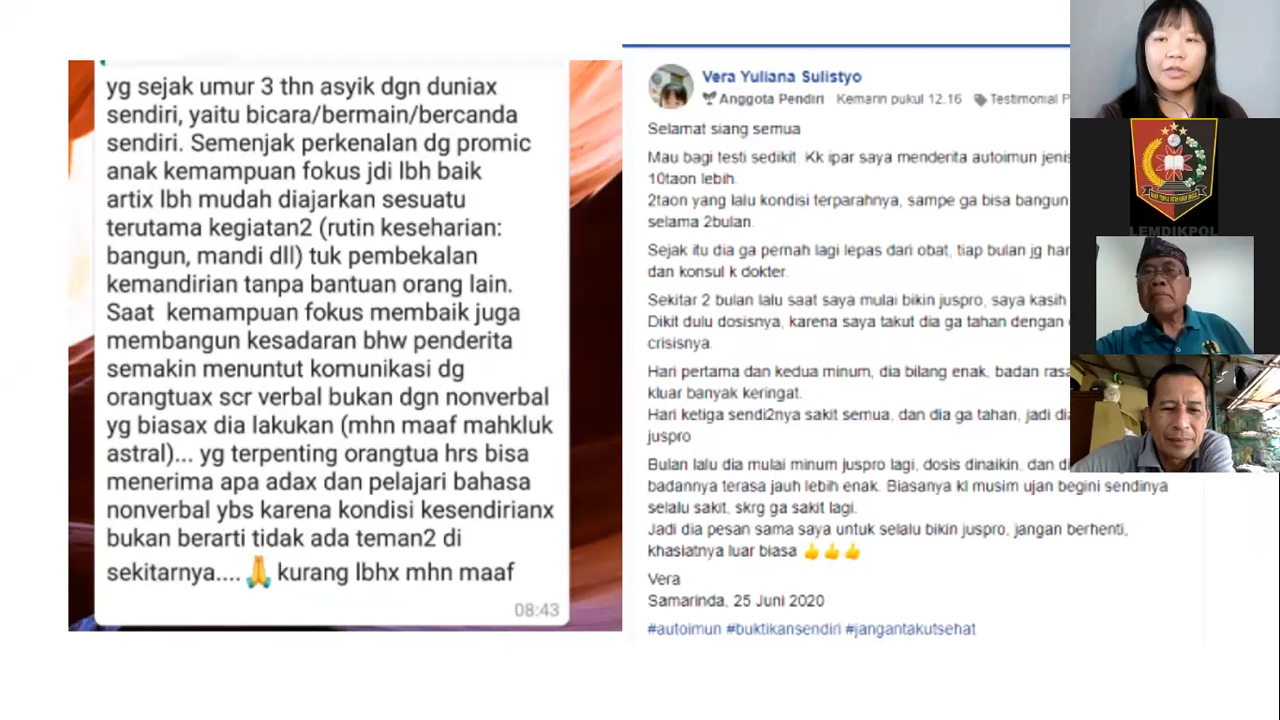 yg sejak umur 3 thn asyik dgn duniax
sendiri, yaitu bicara/bermain/bercanda
sendiri. Semenjak perkenalan dg promic
anak kemampuan fokus jdi lbh baik
artix lbh mudah diajarkan sesuatu
terutama kegiatan2 (rutin keseharian:
bangun, mandi dll) tuk pembekalan
kemandirian tanpa bantuan orang lain.
Saat kemampuan fokus membaik juga
membangun kesadaran bhw penderita
semakin menuntut komunikasi dg
orangtuax scr verbal bukan dgn nonverbal
yg biasax dia lakukan (mhn maaf mahkluk
astral)... yg terpenting orangtua hrs bisa
menerima apa adax dan pelajari bahasa
nonverbal ybs karena kondisi kesendirianx
bukan berarti tidak ada teman2 di
sekitarnya.... 🙏 kurang lbhx mhn maaf
08:43
Vera Yuliana Sulistyo
Anggota Pendiri Kemarin pukul 12.16 Testimonial P
Selamat siang semua
Mau bagi testi sedikit. Kk ipar saya menderita autoimun jenis
10taon lebih.
2taon yang lalu kondisi terparahnya, sampe ga bisa bangun
selama 2bulan.
Sejak itu dia ga pernah lagi lepas dari obat, tiap bulan jg har
dan konsul k dokter.
Sekitar 2 bulan lalu saat saya mulai bikin juspro, saya kasih
Dikit dulu dosisnya, karena saya takut dia ga tahan dengan
crisisnya.
Hari pertama dan kedua minum, dia bilang enak, badan rasa
kluar banyak keringat.
Hari ketiga sendi2nya sakit semua, dan dia ga tahan, jadi dia
juspro
Bulan lalu dia mulai minum juspro lagi, dosis dinaikin, dan di
badannya terasa jauh lebih enak. Biasanya kl musim ujan begini sendinya
selalu sakit, skrg ga sakit lagi.
Jadi dia pesan sama saya untuk selalu bikin juspro, jangan berhenti,
khasiatnya luar biasa 👍👍👍
Vera
Samarinda, 25 Juni 2020
#autoimun #buktikansendiri #jangantakutsehat
LEMDIKPOL